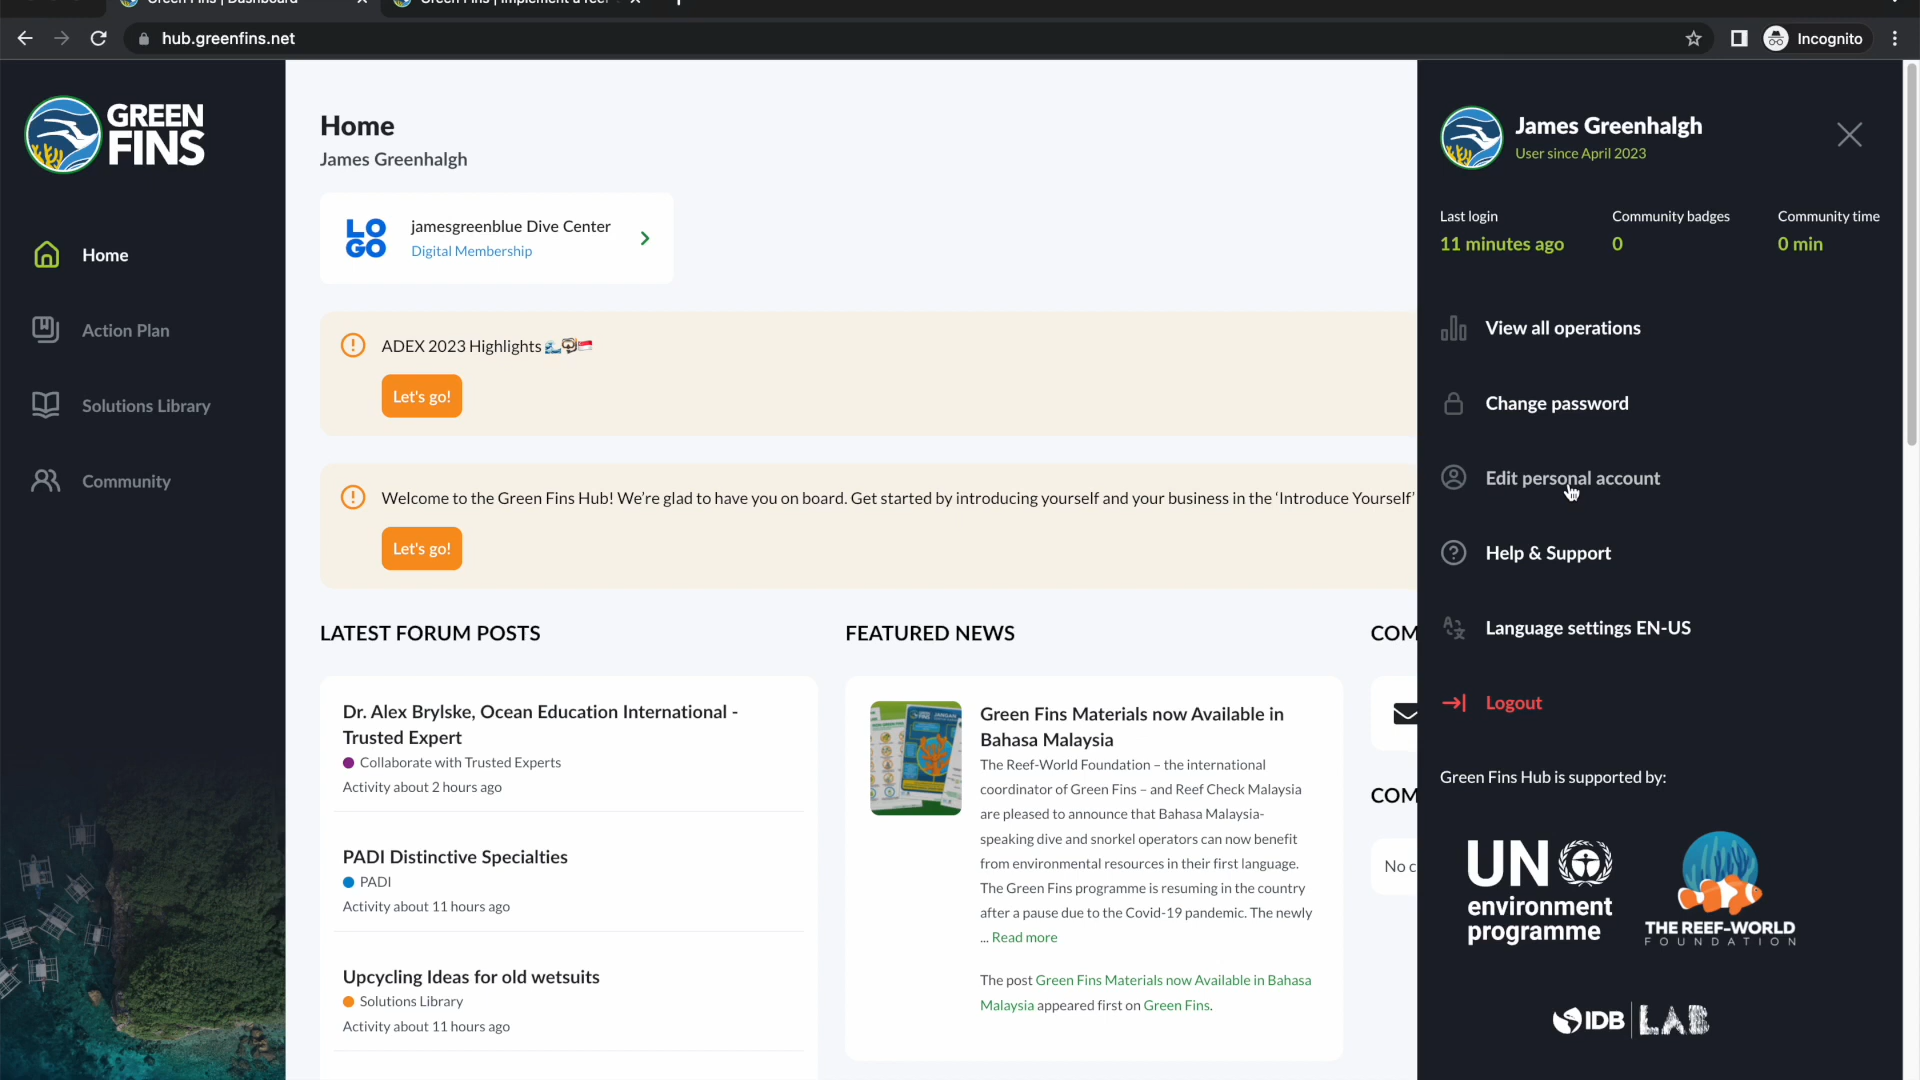 Green Fins | Dashboard
Green Fins | Implement a reef
hub.greenfins.net
Incognito
GREEN
FINS
Home
Action Plan
Solutions Library
Community
Home
James Greenhalgh
LO
GO
jamesgreenblue Dive Center
Digital Membership
ADEX 2023 Highlights 🌊🤿🇸🇬
Let's go!
Welcome to the Green Fins Hub! We’re glad to have you on board. Get started by introducing yourself and your business in the ‘Introduce Yourself’
Let's go!
LATEST FORUM POSTS
Dr. Alex Brylske, Ocean Education International -
Trusted Expert
Collaborate with Trusted Experts
Activity about 2 hours ago
PADI Distinctive Specialties
PADI
Activity about 11 hours ago
Upcycling Ideas for old wetsuits
Solutions Library
Activity about 11 hours ago
FEATURED NEWS
Green Fins Materials now Available in
Bahasa Malaysia
The Reef-World Foundation – the international
coordinator of Green Fins – and Reef Check Malaysia
are pleased to announce that Bahasa Malaysia-
speaking dive and snorkel operators can now benefit
from environmental resources in their first language.
The Green Fins programme is resuming in the country
after a pause due to the Covid-19 pandemic. The newly
... Read more
The post Green Fins Materials now Available in Bahasa
Malaysia appeared first on Green Fins.
COM
COM
No c
James Greenhalgh
User since April 2023
Last login
11 minutes ago
Community badges
0
Community time
0 min
View all operations
Change password
Edit personal account
Help & Support
Language settings EN-US
Logout
Green Fins Hub is supported by:
UN
environment
programme
THE REEF-WORLD
FOUNDATION
IDB | LAB